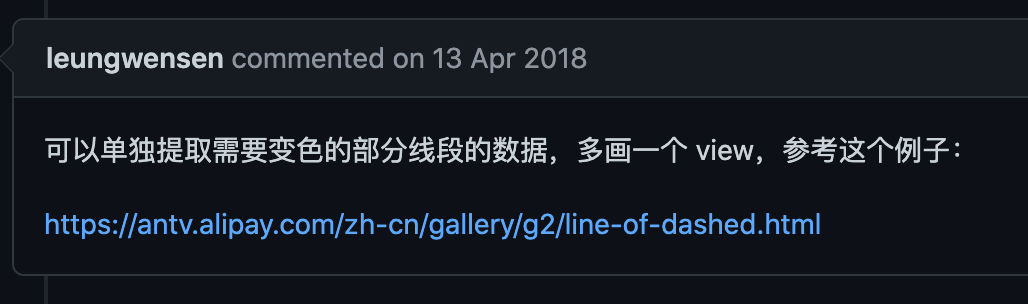 leungwensen commented on 13 Apr 2018
可以单独提取需要变色的部分线段的数据，多画一个 view，参考这个例子：
https://antv.alipay.com/zh-cn/gallery/g2/line-of-dashed.html